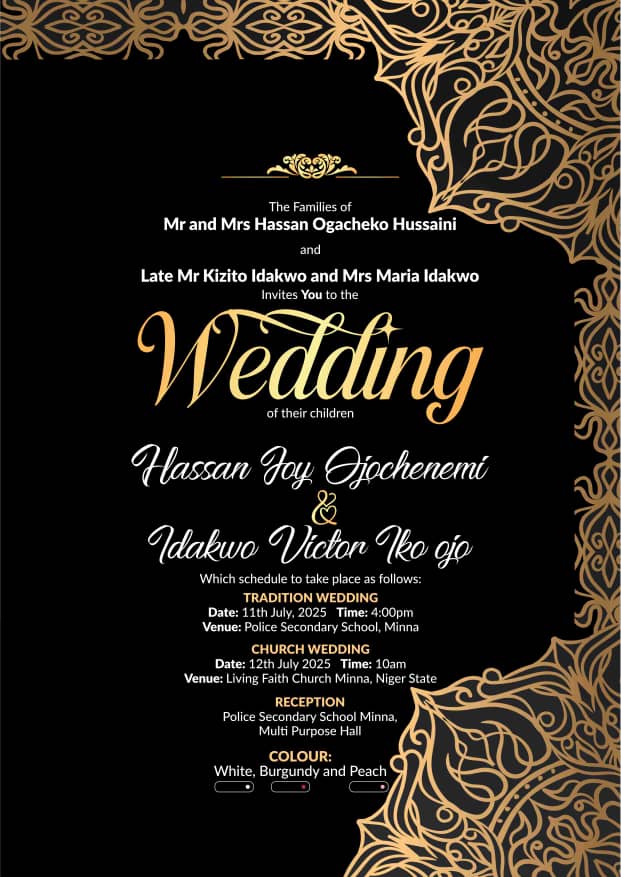 The Families of
Mr and Mrs Hassan Ogacheko Hussaini
and
Late Mr Kizito Idakwo and Mrs Maria Idakwo
Invites You to the
Wedding
of their children
Hassan Joy Ojochenemi
&
Idakwo Victor Iko ojo
Which schedule to take place as follows:
TRADITION WEDDING
Date: 11th July, 2025 Time: 4:00pm
Venue: Police Secondary School, Minna
CHURCH WEDDING
Date: 12th July 2025 Time: 10am
Venue: Living Faith Church Minna, Niger State
RECEPTION
Police Secondary School Minna,
Multi Purpose Hall
COLOUR:
White, Burgundy and Peach